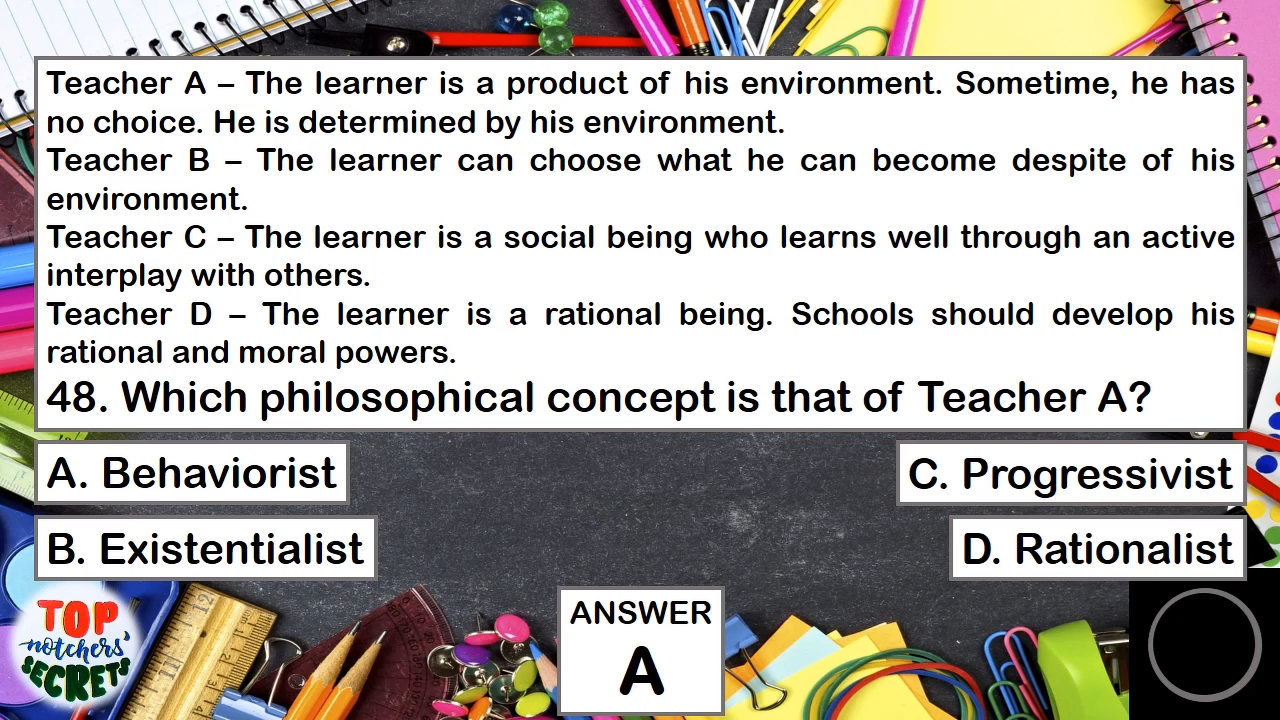 Teacher A – The learner is a product of his environment. Sometime, he has
no choice. He is determined by his environment.
Teacher B – The learner can choose what he can become despite of his
environment.
Teacher C – The learner is a social being who learns well through an active
interplay with others.
Teacher D – The learner is a rational being. Schools should develop his
rational and moral powers.
48. Which philosophical concept is that of Teacher A?
A. Behaviorist
C. Progressivist
B. Existentialist
D. Rationalist
ANSWER
A
TOP
notchers'
SECRETS
12
11